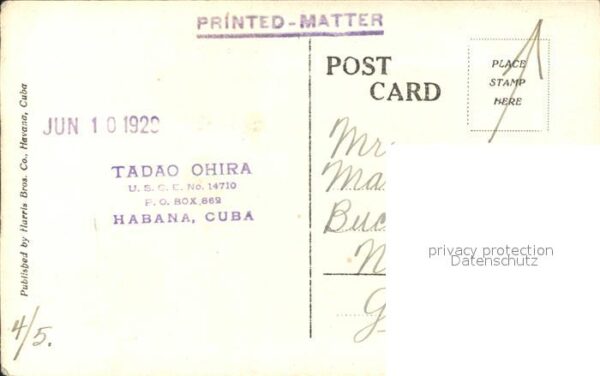 PRINTED-MATTER
POST
CARD
PLACE
STAMP
HERE
JUN 10 1929
TADAO OHIRA
U. S. C. E. No. 14710
P. O. BOX 869
HABANA, CUBA
Published by Harris Bros. Co., Havana, Cuba
Mr.
privacy protection
Datenschutz
4/5.